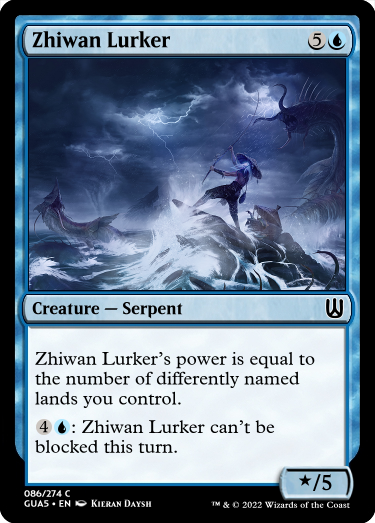 Zhiwan Lurker 5
Creature — Serpent
Zhiwan Lurker's power is equal to
the number of differently named
lands you control.
4: Zhiwan Lurker can't be
blocked this turn.
★/5
086/274 C
GUA5 • EN Kieran Daysh
™ & © 2022 Wizards of the Coast